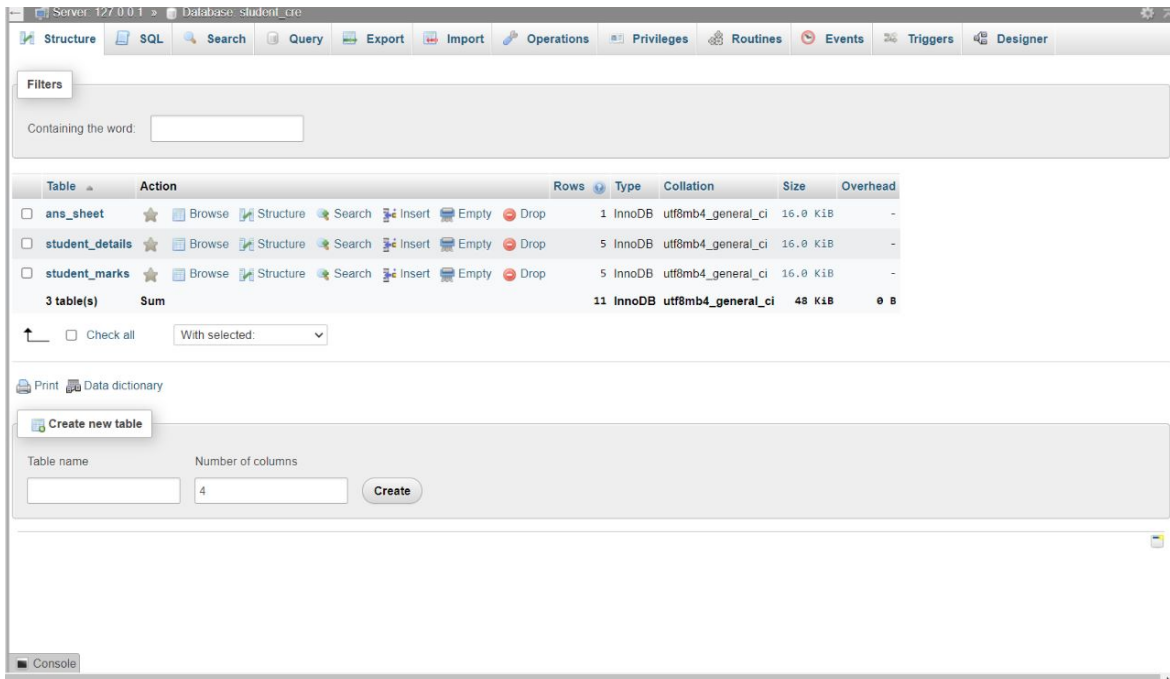 Server: 127.0.0.1 » Database: student_cre
Structure SQL Search Query Export Import Operations Privileges Routines Events Triggers Designer
Filters
Containing the word:
Table Action Rows Type Collation Size Overhead
ans_sheet Browse Structure Search Insert Empty Drop 1 InnoDB utf8mb4_general_ci 16.0 KiB -
student_details Browse Structure Search Insert Empty Drop 5 InnoDB utf8mb4_general_ci 16.0 KiB -
student_marks Browse Structure Search Insert Empty Drop 5 InnoDB utf8mb4_general_ci 16.0 KiB -
3 table(s) Sum 11 InnoDB utf8mb4_general_ci 48 KiB 0 B
Check all With selected:
Print Data dictionary
Create new table
Table name Number of columns
4 Create
Console